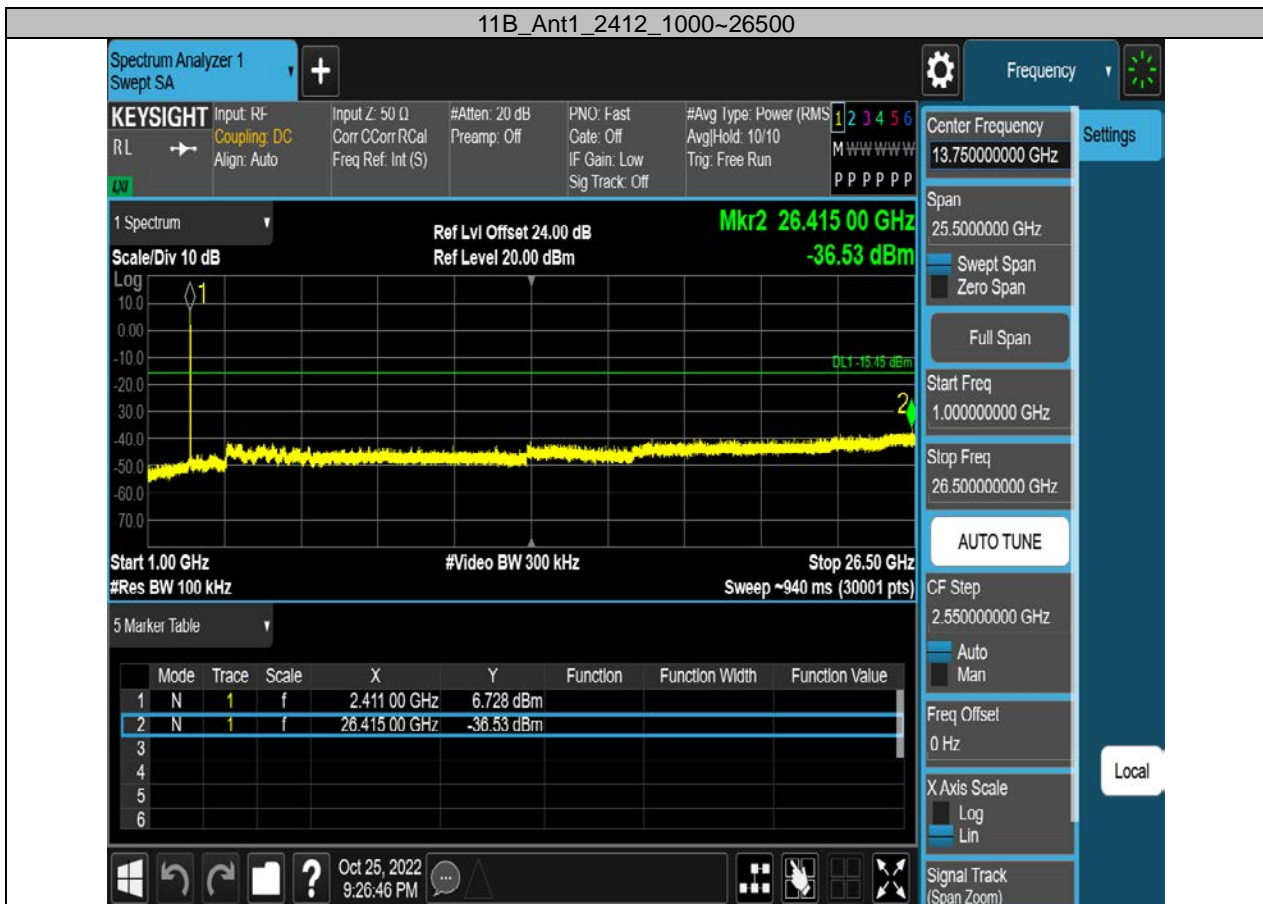 11B_Ant1_2412_1000~26500
Spectrum Analyzer 1
Swept SA
+
Frequency
KEYSIGHT
RL
LXI
Input: RF
Coupling: DC
Align: Auto
Input Z: 50 Ω
Corr CCorr RCal
Freq Ref: Int (S)
#Atten: 20 dB
Preamp: Off
PNO: Fast
Gate: Off
IF Gain: Low
Sig Track: Off
#Avg Type: Power (RMS
Avg|Hold: 10/10
Trig: Free Run
1 2 3 4 5 6
M W W W W W
P P P P P P
1 Spectrum
Scale/Div 10 dB
Ref Lvl Offset 24.00 dB
Ref Level 20.00 dBm
Mkr2 26.415 00 GHz
-36.53 dBm
Log
10.0
0.00
-10.0
-20.0
-30.0
-40.0
-50.0
-60.0
-70.0
1
DL1 -15.45 dBm
2
Start 1.00 GHz
#Video BW 300 kHz
Stop 26.50 GHz
#Res BW 100 kHz
Sweep ~940 ms (30001 pts)
5 Marker Table
Mode Trace Scale X Y Function Function Width Function Value
1 N 1 f 2.411 00 GHz 6.728 dBm
2 N 1 f 26.415 00 GHz -36.53 dBm
3
4
5
6
Oct 25, 2022
9:26:46 PM
Center Frequency
13.750000000 GHz
Settings
Span
25.5000000 GHz
Swept Span
Zero Span
Full Span
Start Freq
1.000000000 GHz
Stop Freq
26.500000000 GHz
AUTO TUNE
CF Step
2.550000000 GHz
Auto
Man
Freq Offset
0 Hz
X Axis Scale
Log
Lin
Local
Signal Track
(Span Zoom)